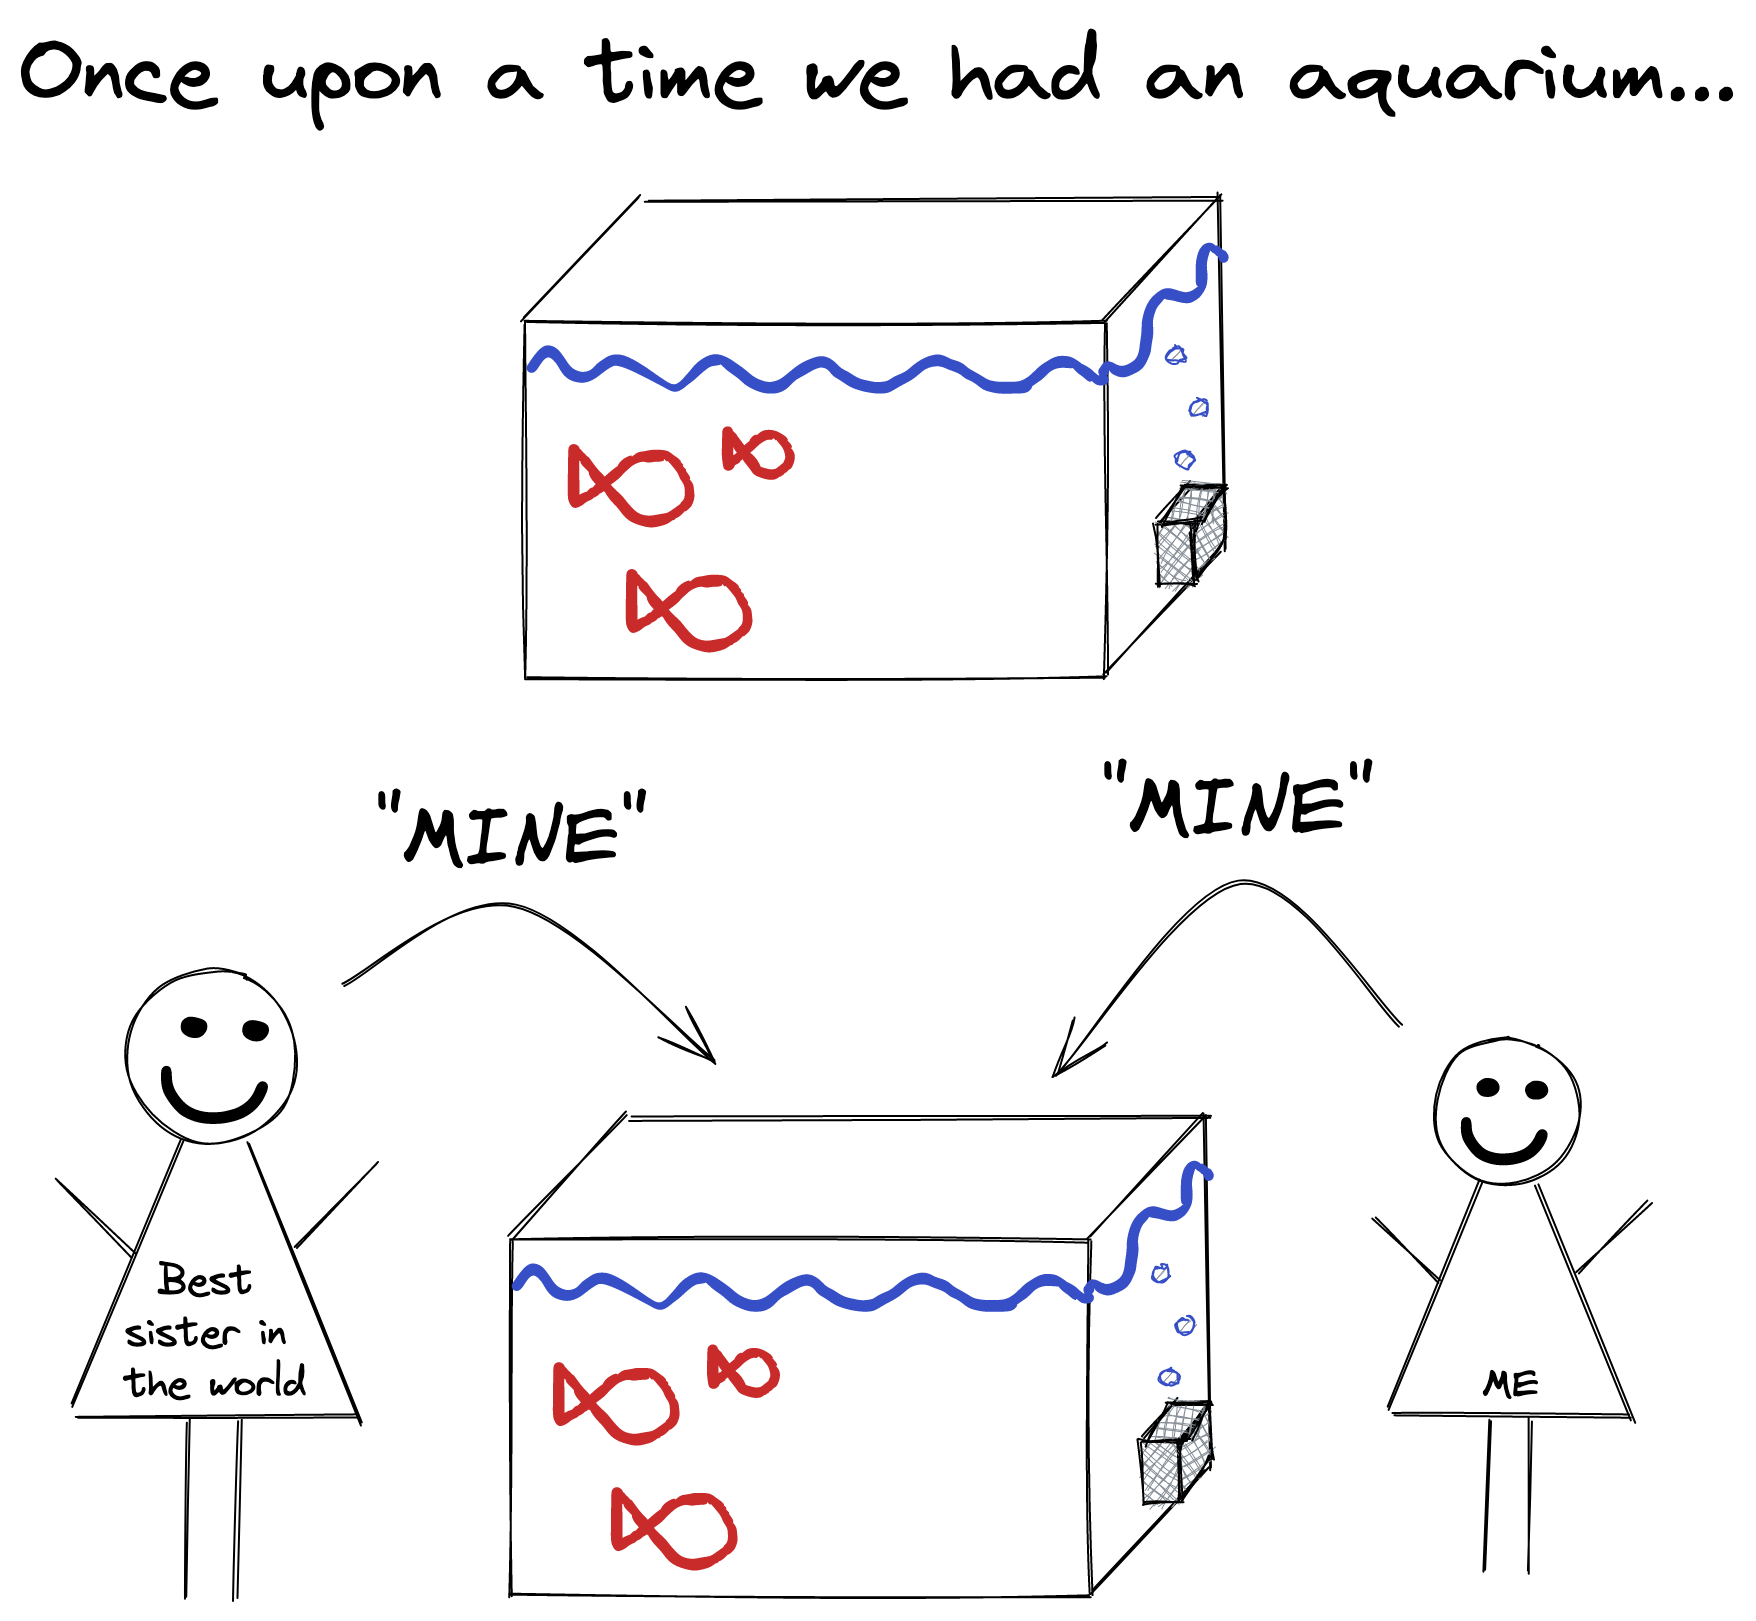 Once upon a time we had an aquarium...
"MINE"
"MINE"
Best
sister in
the world
ME